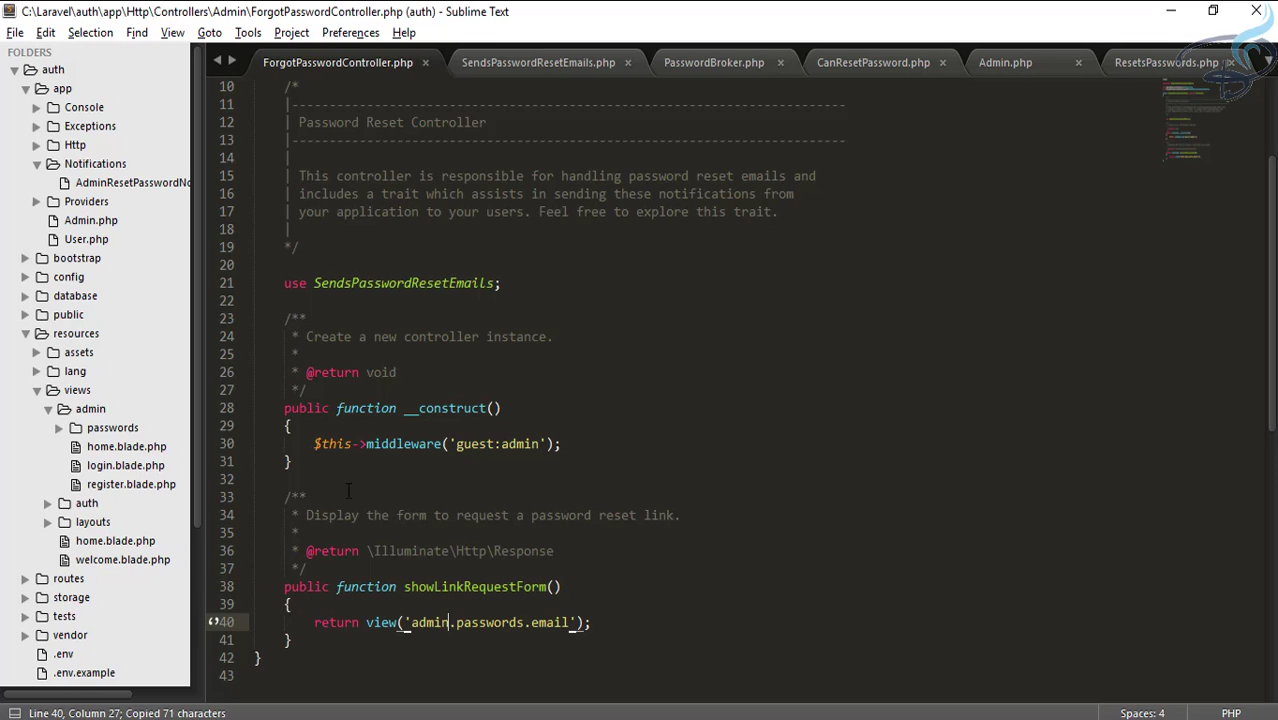 C:\Laravel\auth\app\Http\Controllers\Admin\ForgotPasswordController.php (auth) - Sublime Text
File Edit Selection Find View Goto Tools Project Preferences Help
FOLDERS
auth
app
Console
Exceptions
Http
Notifications
AdminResetPasswordNo
Providers
Admin.php
User.php
bootstrap
config
database
public
resources
assets
lang
views
admin
passwords
home.blade.php
login.blade.php
register.blade.php
auth
layouts
home.blade.php
welcome.blade.php
routes
storage
tests
vendor
.env
.env.example
ForgotPasswordController.php × SendsPasswordResetEmails.php × PasswordBroker.php × CanResetPassword.php × Admin.php × ResetsPasswords.php ×
10 /*
11 |--------------------------------------------------------------------------
12 | Password Reset Controller
13 |--------------------------------------------------------------------------
14 |
15 | This controller is responsible for handling password reset emails and
16 | includes a trait which assists in sending these notifications from
17 | your application to your users. Feel free to explore this trait.
18 |
19 */
20
21 use SendsPasswordResetEmails;
22
23 /**
24 * Create a new controller instance.
25 *
26 * @return void
27 */
28 public function __construct()
29 {
30 $this->middleware('guest:admin');
31 }
32
33 /**
34 * Display the form to request a password reset link.
35 *
36 * @return \Illuminate\Http\Response
37 */
38 public function showLinkRequestForm()
39 {
40 return view('admin.passwords.email');
41 }
42 }
43
Line 40, Column 27; Copied 71 characters Spaces: 4 PHP